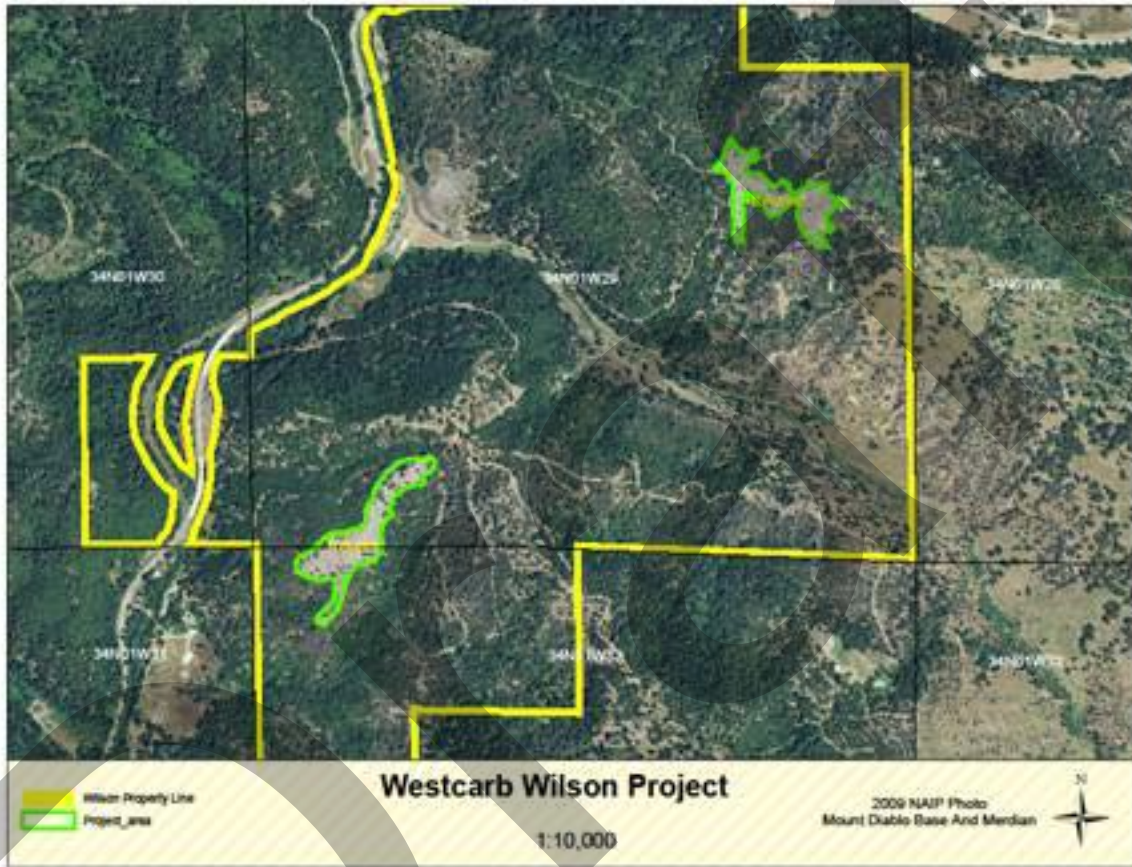 34N01W30
34N01W29
34N01W28
34N01W31
34N01W32
34N01W33
Westcarb Wilson Project
1:10,000
Wilson Property Line
Project_area
2009 NAIP Photo
Mount Diablo Base And Merdian
N